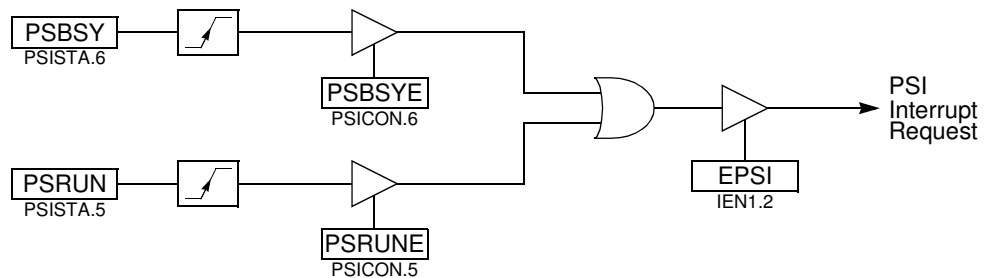 PSBSY
PSISTA.6
PSBSYE
PSICON.6
PSRUN
PSISTA.5
PSRUNE
PSICON.5
EPSI
IEN1.2
PSI
Interrupt
Request